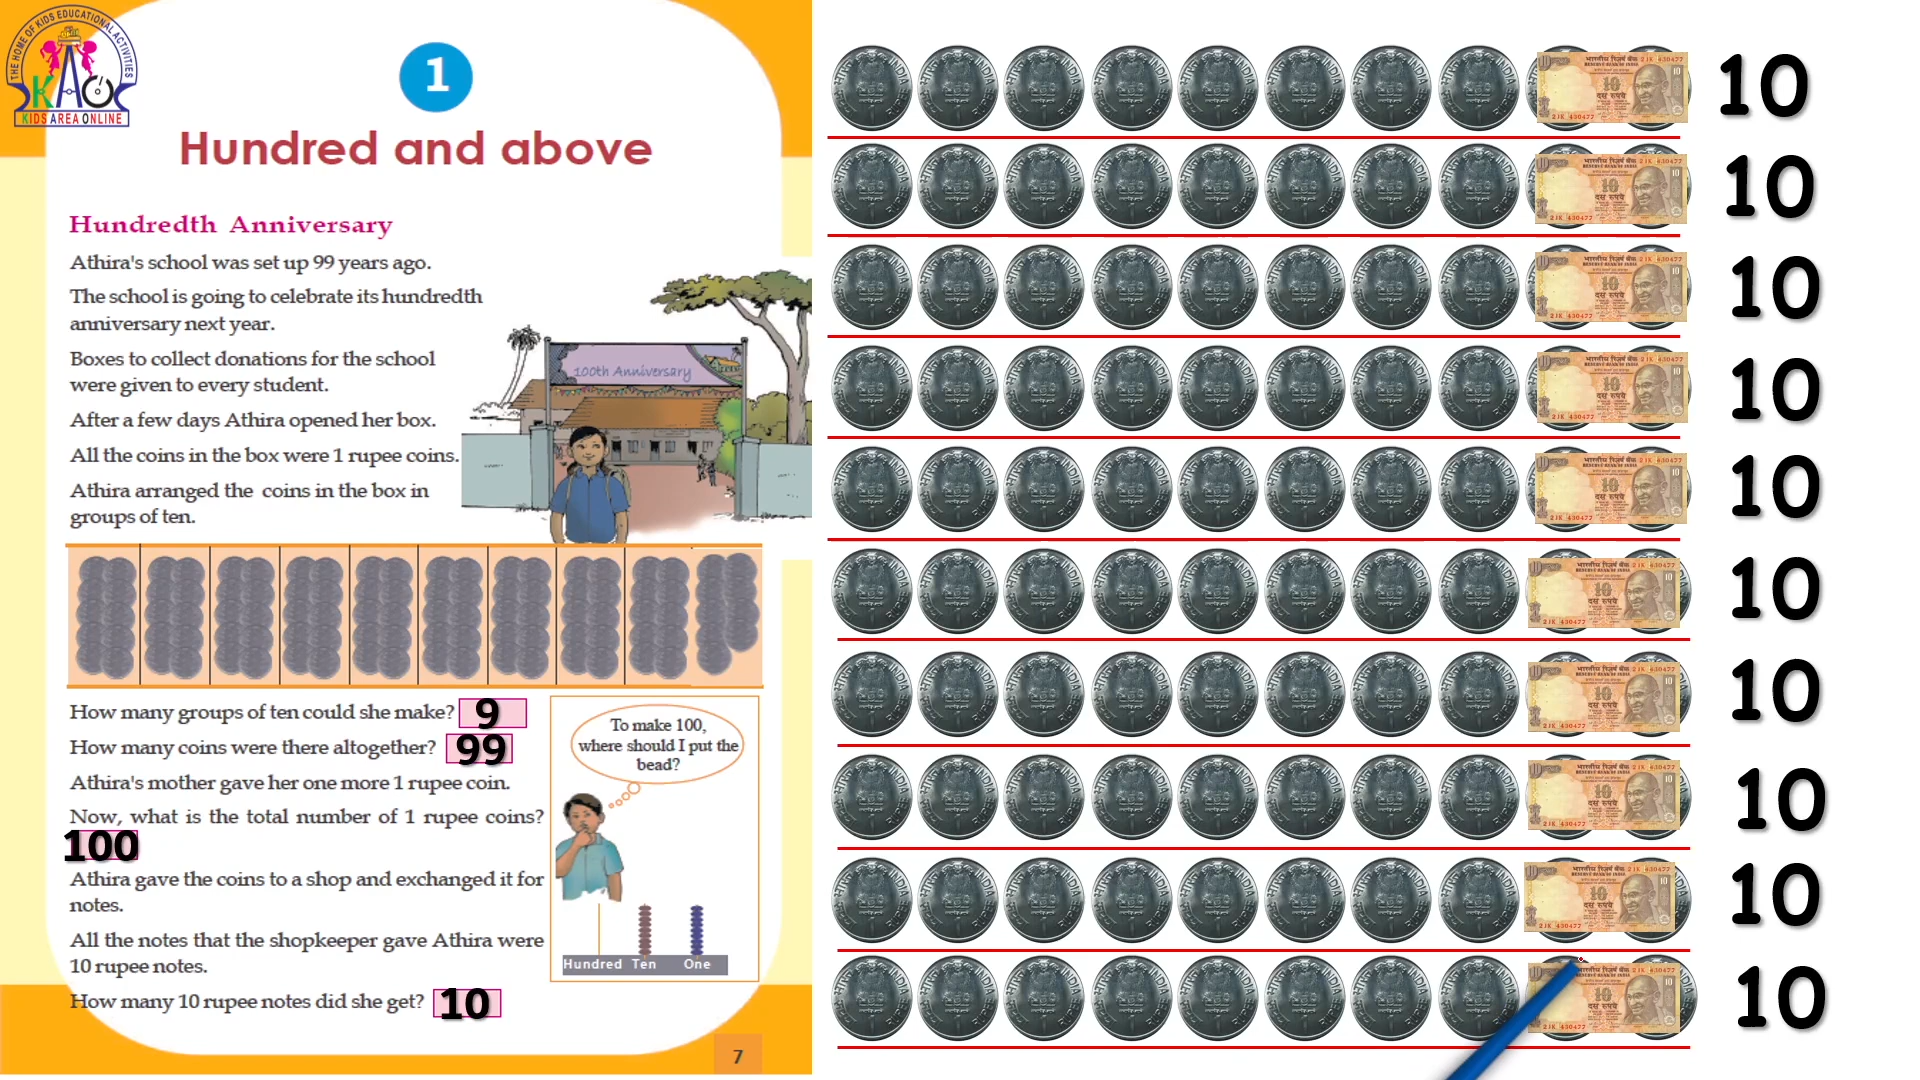 THE HOME OF KIDS EDUCATIONAL ACTIVITIES
KAO
KIDS AREA ONLINE
1
Hundred and above
Hundredth Anniversary
Athira's school was set up 99 years ago.
The school is going to celebrate its hundredth
anniversary next year.
Boxes to collect donations for the school
were given to every student.
After a few days Athira opened her box.
All the coins in the box were 1 rupee coins.
Athira arranged the coins in the box in
groups of ten.
100th Anniversary
How many groups of ten could she make? 9
How many coins were there altogether? 99
Athira's mother gave her one more 1 rupee coin.
Now, what is the total number of 1 rupee coins?
100
Athira gave the coins to a shop and exchanged it for
notes.
All the notes that the shopkeeper gave Athira were
10 rupee notes.
How many 10 rupee notes did she get? 10
To make 100,
where should I put the
bead?
Hundred Ten One
7
10
10
10
10
10
10
10
10
10
10